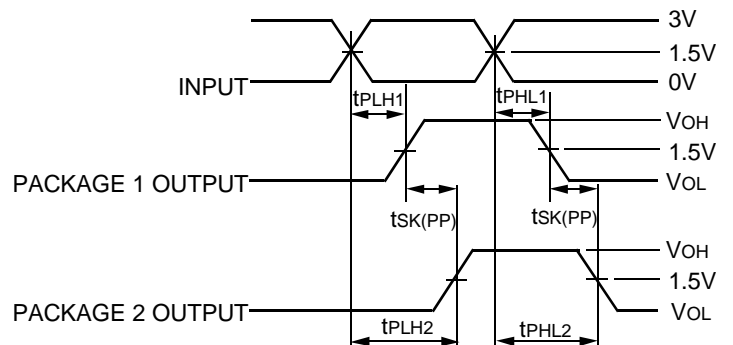 3V
1.5V
INPUT
0V
tPLH1
tPHL1
VOH
1.5V
PACKAGE 1 OUTPUT
VOL
tSK(PP)
tSK(PP)
VOH
1.5V
PACKAGE 2 OUTPUT
VOL
tPLH2
tPHL2